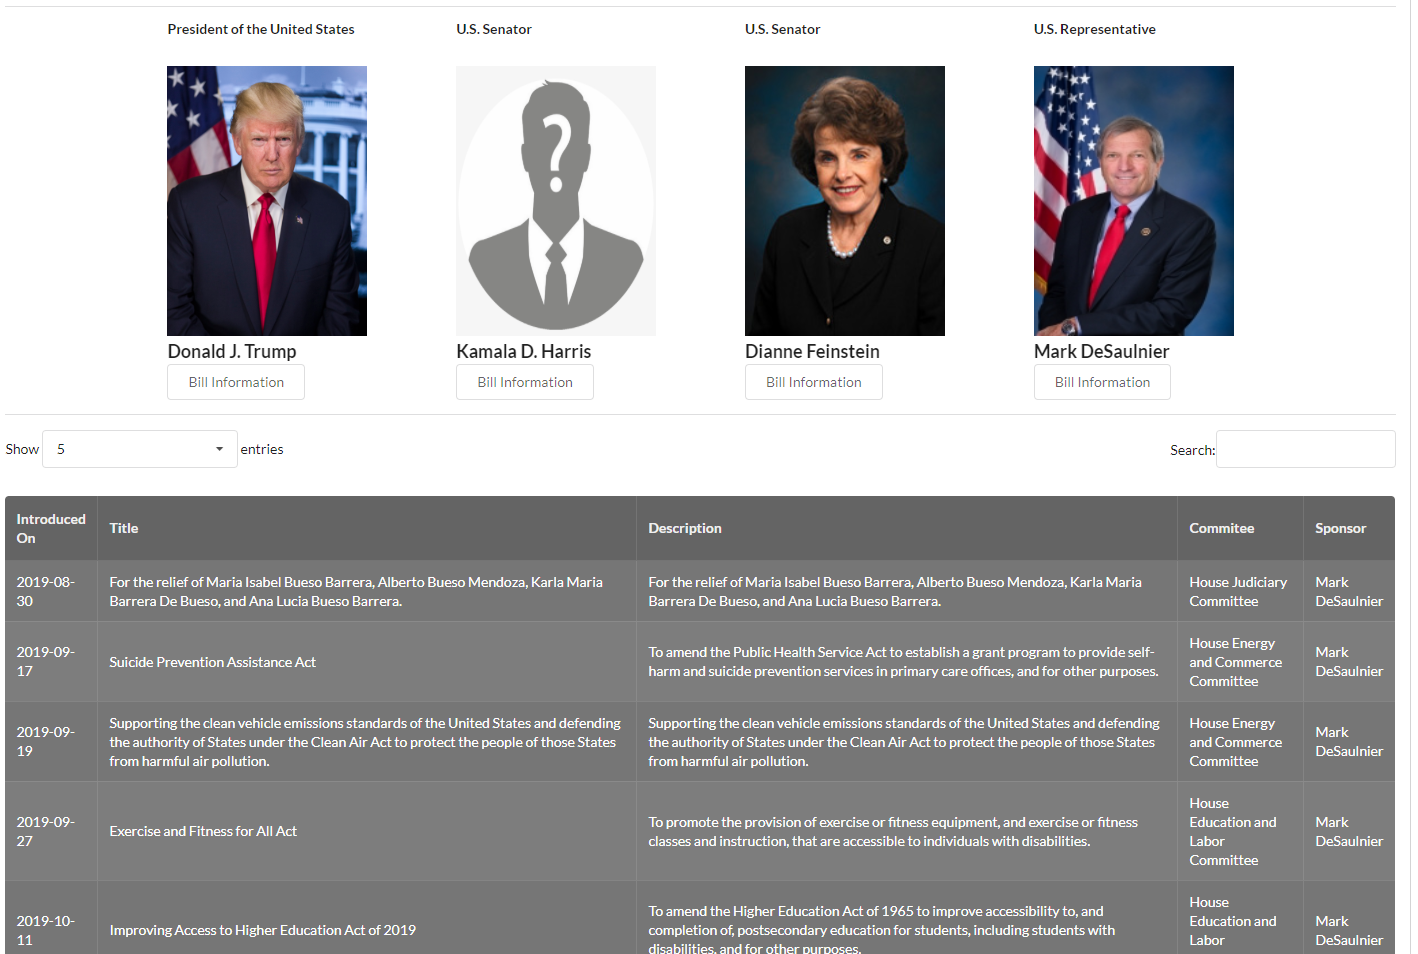 President of the United States
U.S. Senator
U.S. Senator
U.S. Representative
?
Donald J. Trump
Kamala D. Harris
Dianne Feinstein
Mark DeSaulnier
Bill Information
Bill Information
Bill Information
Bill Information
Show 5 entries
Search:
Introduced
On
Title
Description
Commitee
Sponsor
2019-08-
30
For the relief of Maria Isabel Bueso Barrera, Alberto Bueso Mendoza, Karla Maria
Barrera De Bueso, and Ana Lucia Bueso Barrera.
For the relief of Maria Isabel Bueso Barrera, Alberto Bueso Mendoza, Karla Maria
Barrera De Bueso, and Ana Lucia Bueso Barrera.
House Judiciary
Committee
Mark
DeSaulnier
2019-09-
17
Suicide Prevention Assistance Act
To amend the Public Health Service Act to establish a grant program to provide self-
harm and suicide prevention services in primary care offices, and for other purposes.
House Energy
and Commerce
Committee
Mark
DeSaulnier
2019-09-
19
Supporting the clean vehicle emissions standards of the United States and defending
the authority of States under the Clean Air Act to protect the people of those States
from harmful air pollution.
Supporting the clean vehicle emissions standards of the United States and defending
the authority of States under the Clean Air Act to protect the people of those States
from harmful air pollution.
House Energy
and Commerce
Committee
Mark
DeSaulnier
2019-09-
27
Exercise and Fitness for All Act
To promote the provision of exercise or fitness equipment, and exercise or fitness
classes and instruction, that are accessible to individuals with disabilities.
House
Education and
Labor
Committee
Mark
DeSaulnier
2019-10-
11
Improving Access to Higher Education Act of 2019
To amend the Higher Education Act of 1965 to improve accessibility to, and
completion of, postsecondary education for students, including students with
disabilities, and for other purposes.
House
Education and
Labor
Mark
DeSaulnier